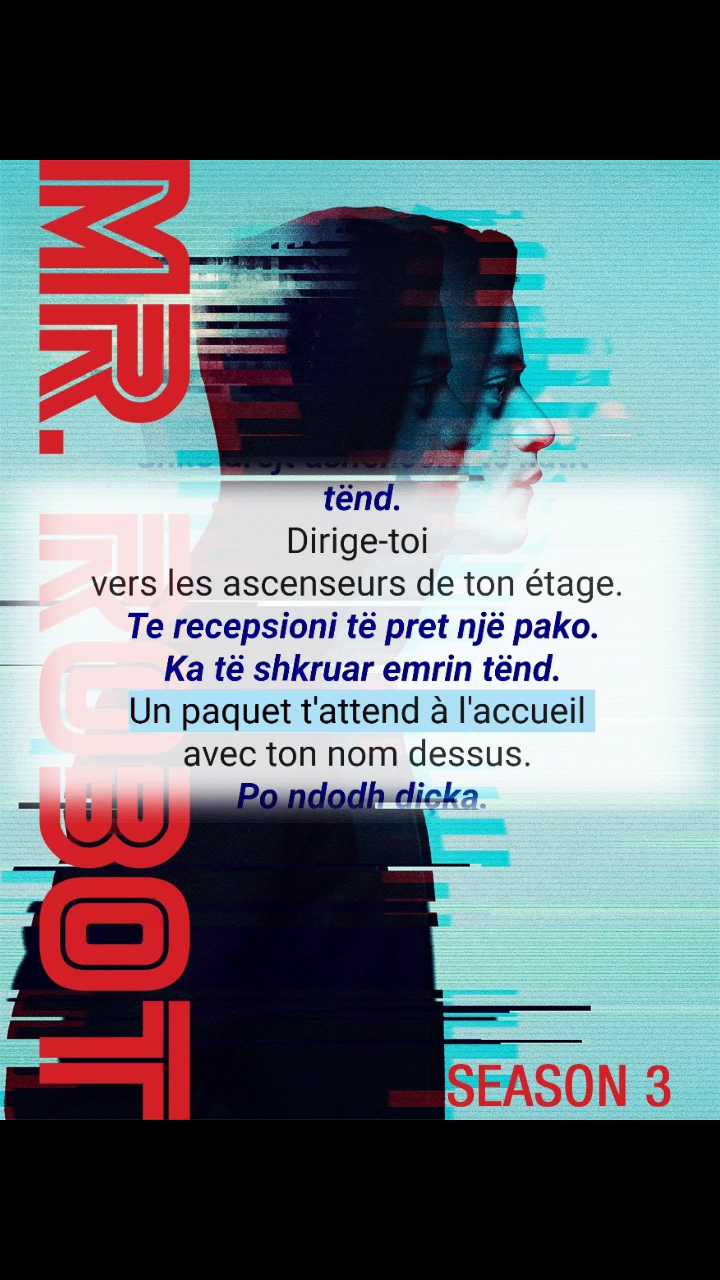 MR. ROBOT
tënd.
Dirige-toi
vers les ascenseurs de ton étage.
Te recepsioni të pret një pako.
Ka të shkruar emrin tënd.
Un paquet t'attend à l'accueil
avec ton nom dessus.
Po ndodh diçka.
SEASON 3